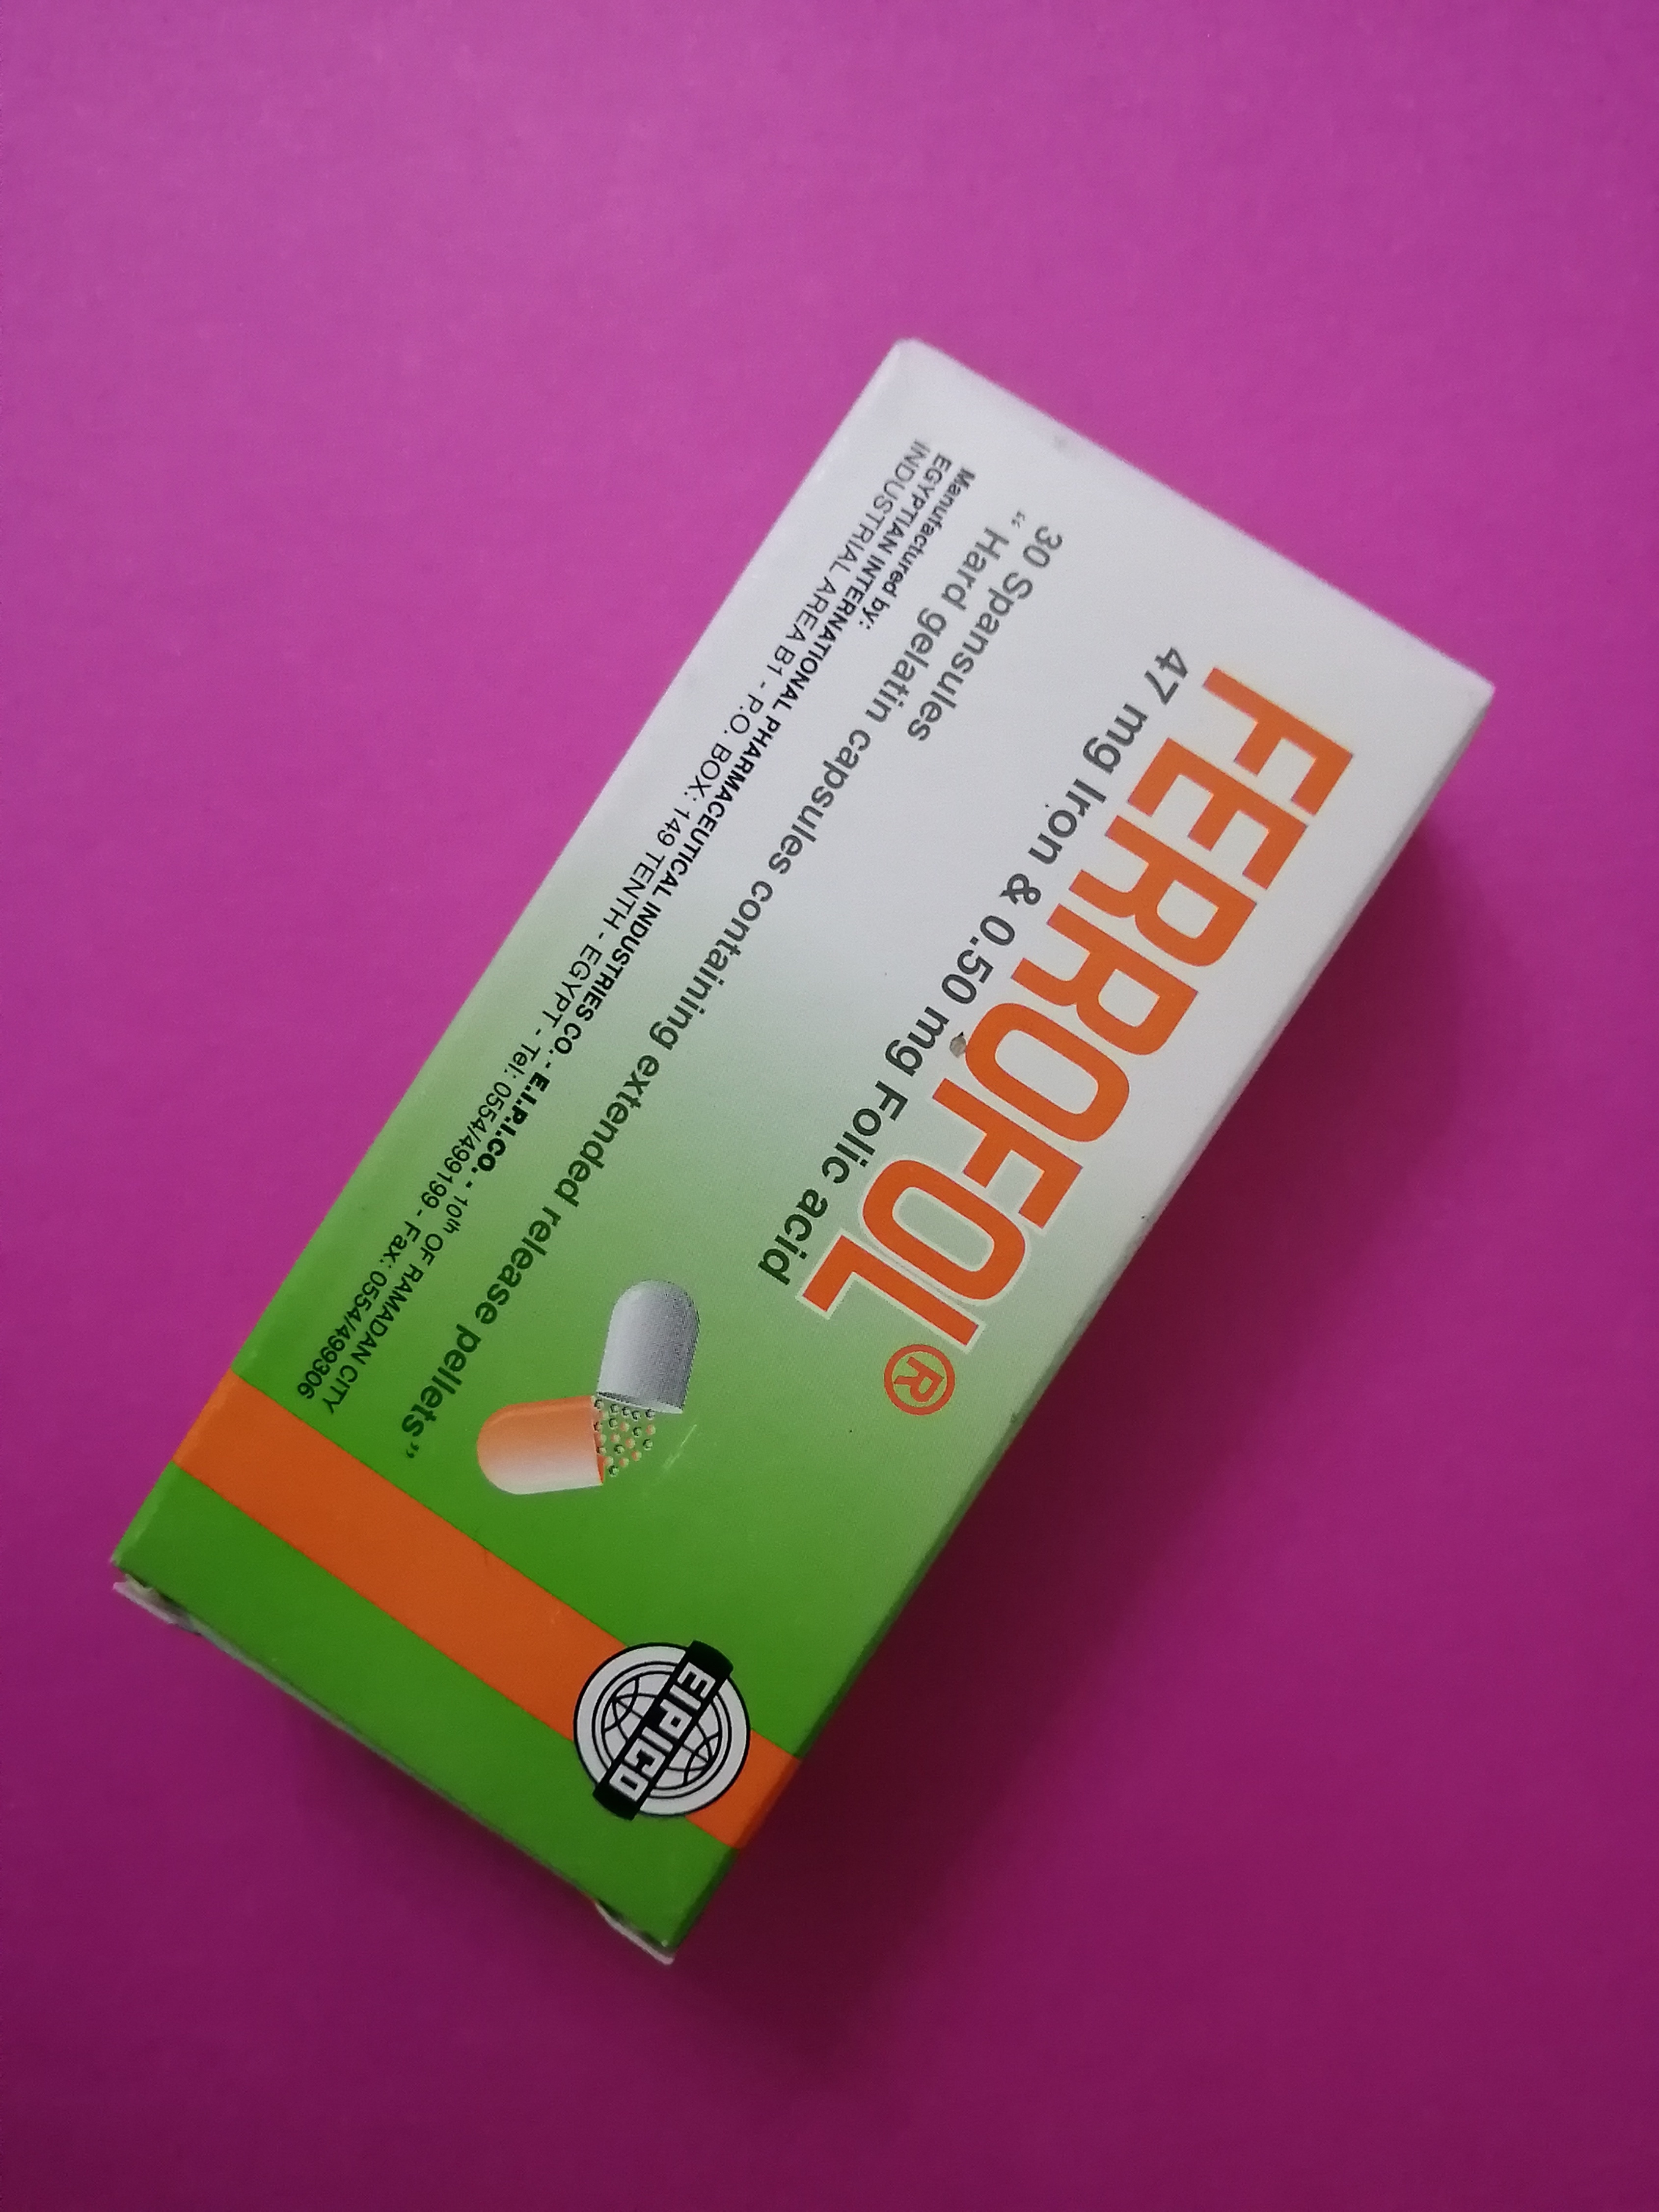 FERROFOL®
47 mg Iron & 0.50 mg Folic acid
30 Spansules
“ Hard gelatin capsules containing extended release pellets”
Manufactured by:
EGYPTIAN INTERNATIONAL PHARMACEUTICAL INDUSTRIES CO. - E.I.P.I.CO. - 10th OF RAMADAN CITY
INDUSTRIAL AREA B1 - P.O. BOX: 149 TENTH - EGYPT - Tel: 0554/499199 - Fax: 0554/499306
EIPICO